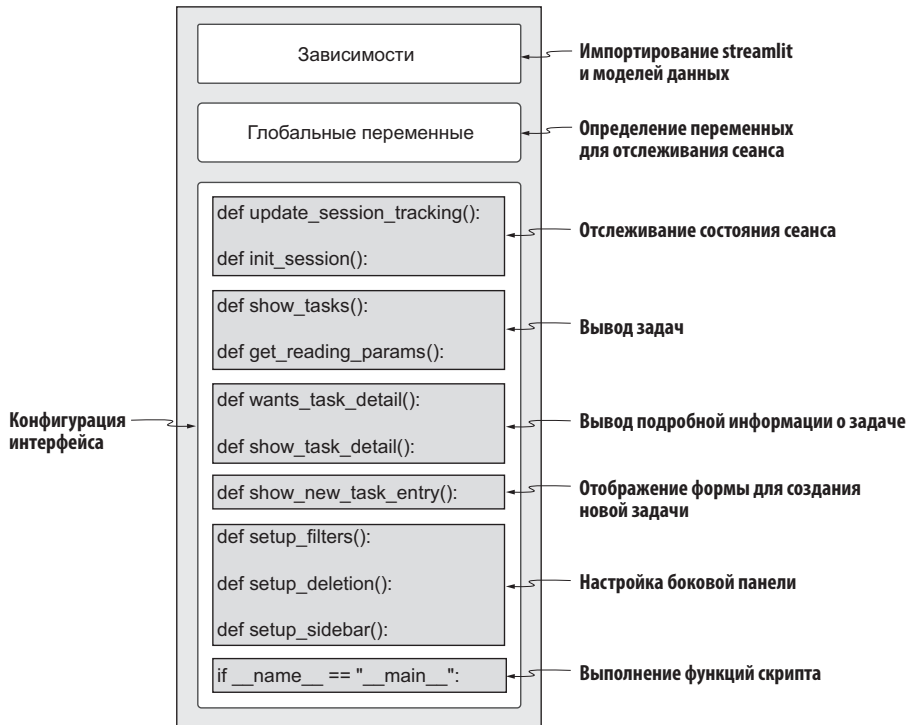 Зависимости
Импортирование streamlit
и моделей данных
Глобальные переменные
Определение переменных
для отслеживания сеанса
def update_session_tracking():
def init_session():
Отслеживание состояния сеанса
def show_tasks():
def get_reading_params():
Вывод задач
Конфигурация
интерфейса
def wants_task_detail():
def show_task_detail():
Вывод подробной информации о задаче
def show_new_task_entry():
Отображение формы для создания
новой задачи
def setup_filters():
def setup_deletion():
def setup_sidebar():
Настройка боковой панели
if __name__ == "__main__":
Выполнение функций скрипта